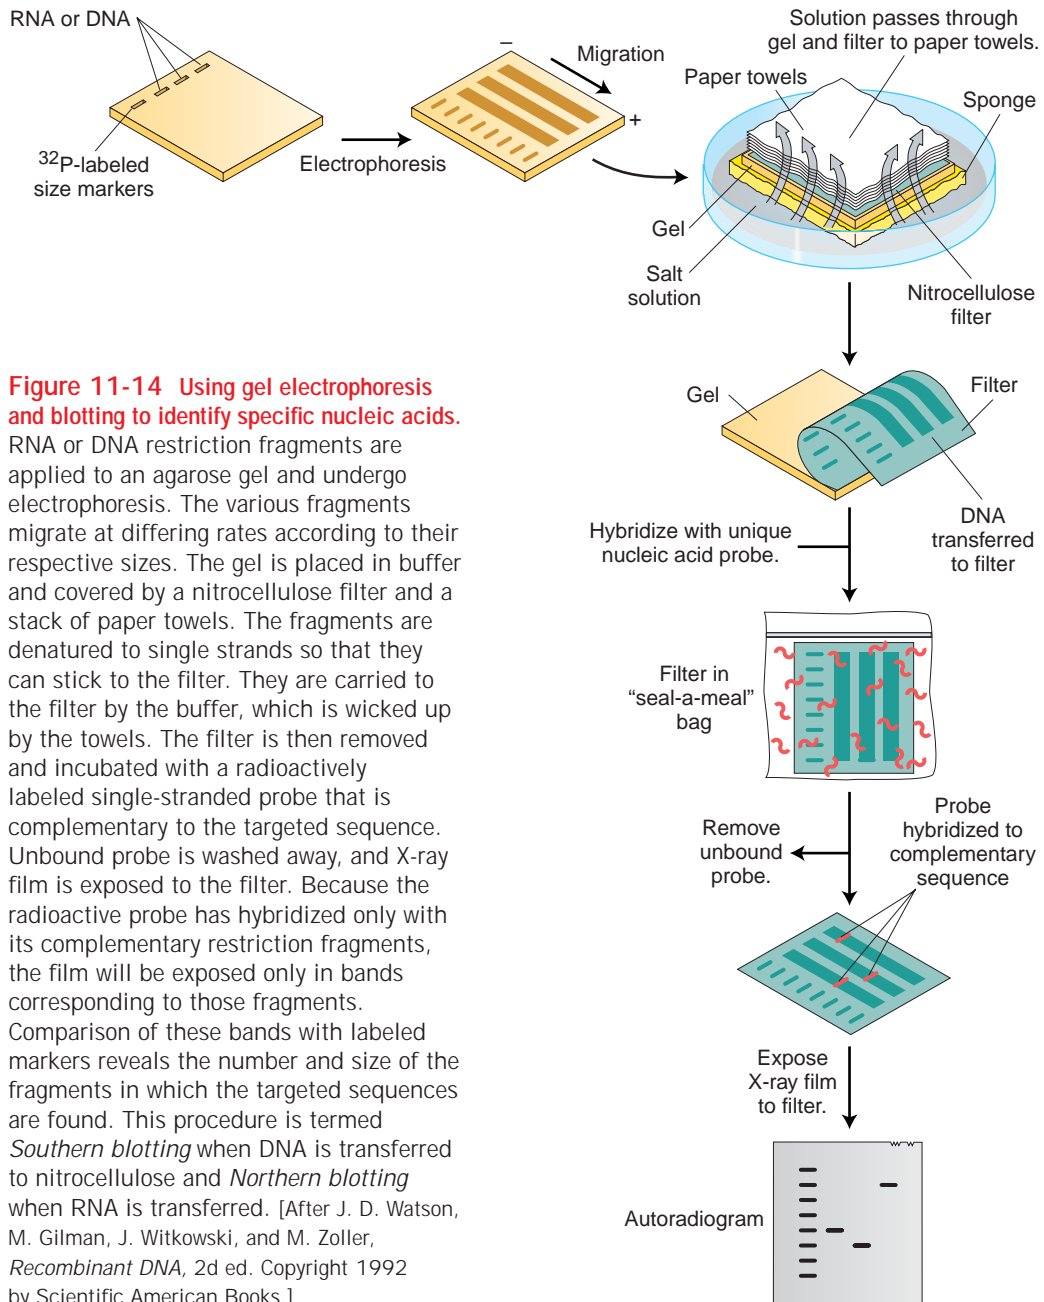 RNA or DNA
32P-labeled
size markers
Electrophoresis
–
Migration
+
Solution passes through
gel and filter to paper towels.
Paper towels
Sponge
Gel
Salt
solution
Nitrocellulose
filter
Figure 11-14 Using gel electrophoresis
and blotting to identify specific nucleic acids.
RNA or DNA restriction fragments are
applied to an agarose gel and undergo
electrophoresis. The various fragments
migrate at differing rates according to their
respective sizes. The gel is placed in buffer
and covered by a nitrocellulose filter and a
stack of paper towels. The fragments are
denatured to single strands so that they
can stick to the filter. They are carried to
the filter by the buffer, which is wicked up
by the towels. The filter is then removed
and incubated with a radioactively
labeled single-stranded probe that is
complementary to the targeted sequence.
Unbound probe is washed away, and X-ray
film is exposed to the filter. Because the
radioactive probe has hybridized only with
its complementary restriction fragments,
the film will be exposed only in bands
corresponding to those fragments.
Comparison of these bands with labeled
markers reveals the number and size of the
fragments in which the targeted sequences
are found. This procedure is termed
Southern blotting when DNA is transferred
to nitrocellulose and Northern blotting
when RNA is transferred. [After J. D. Watson,
M. Gilman, J. Witkowski, and M. Zoller,
Recombinant DNA, 2d ed. Copyright 1992
by Scientific American Books.]
Gel
Filter
DNA
transferred
to filter
Hybridize with unique
nucleic acid probe.
Filter in
“seal-a-meal”
bag
Remove
unbound
probe.
Probe
hybridized to
complementary
sequence
Expose
X-ray film
to filter.
Autoradiogram